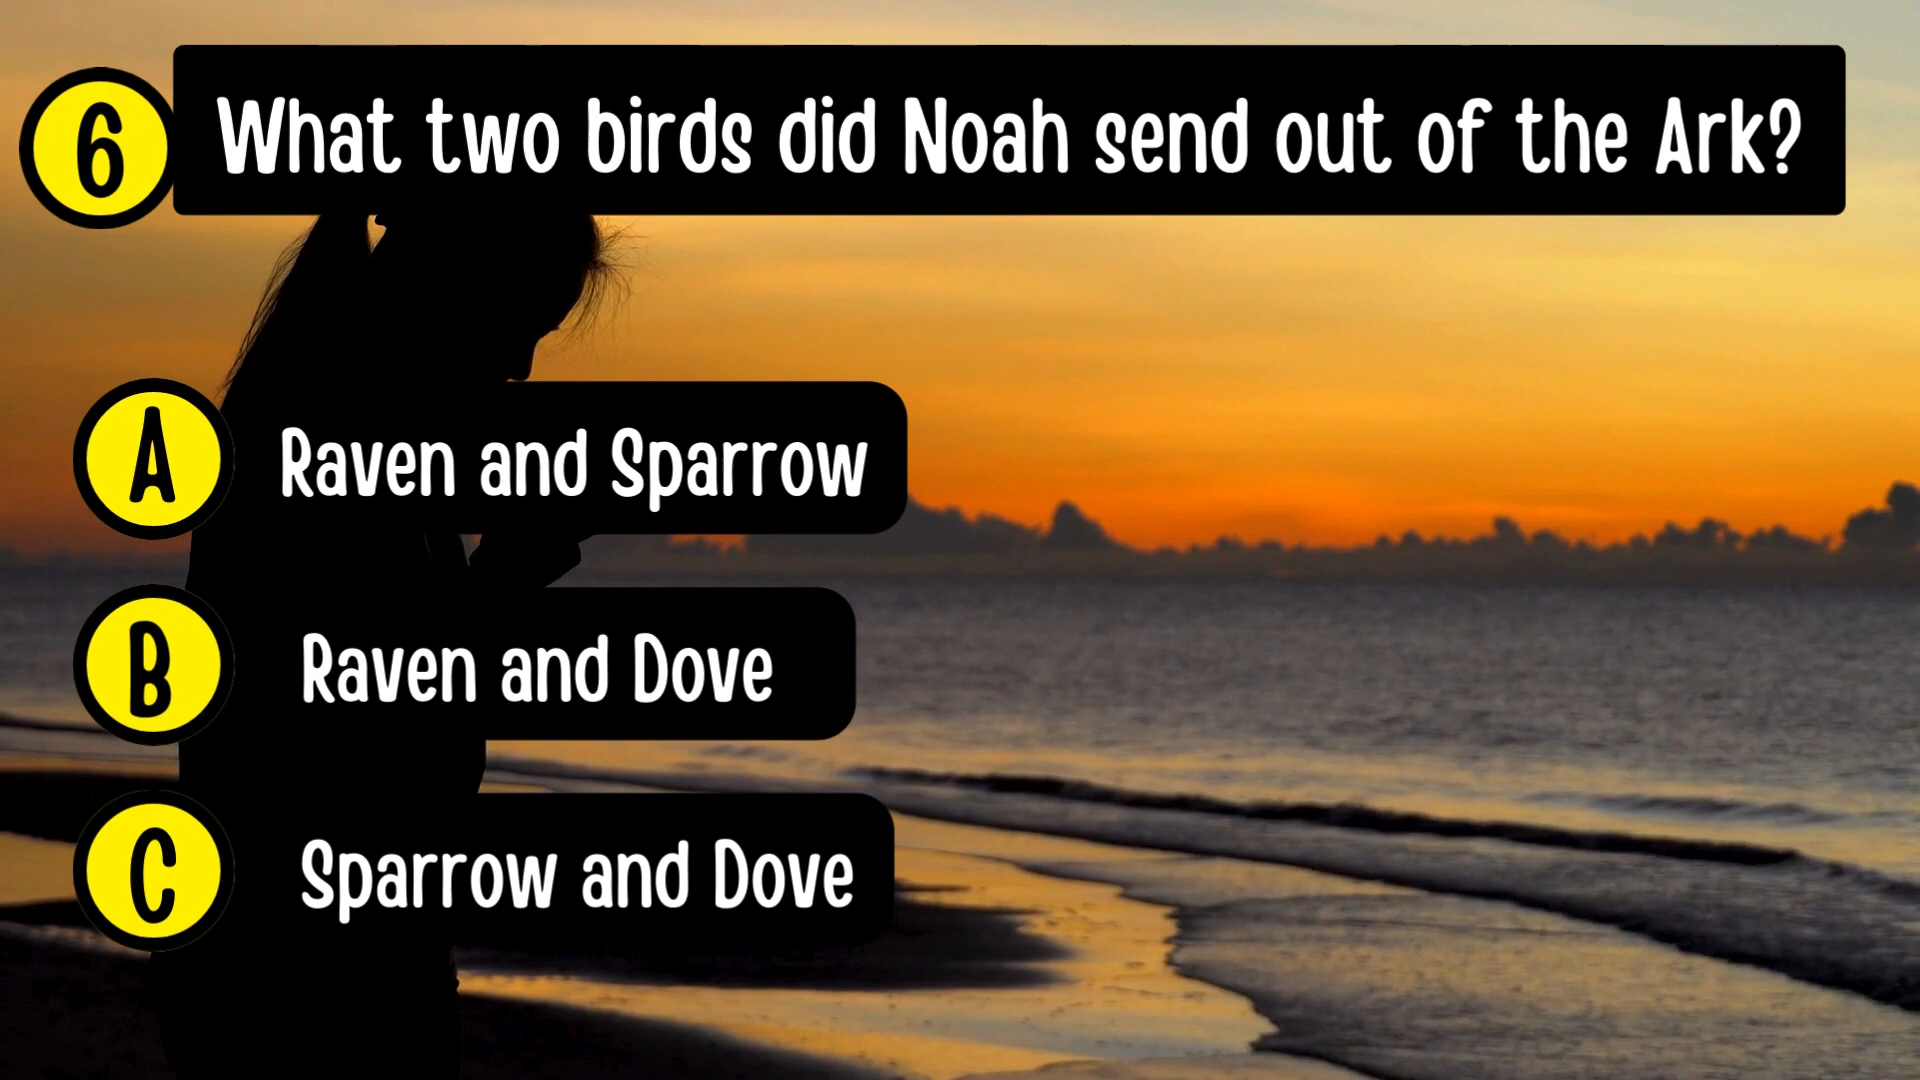 6 What two birds did Noah send out of the Ark?
A Raven and Sparrow
B Raven and Dove
C Sparrow and Dove